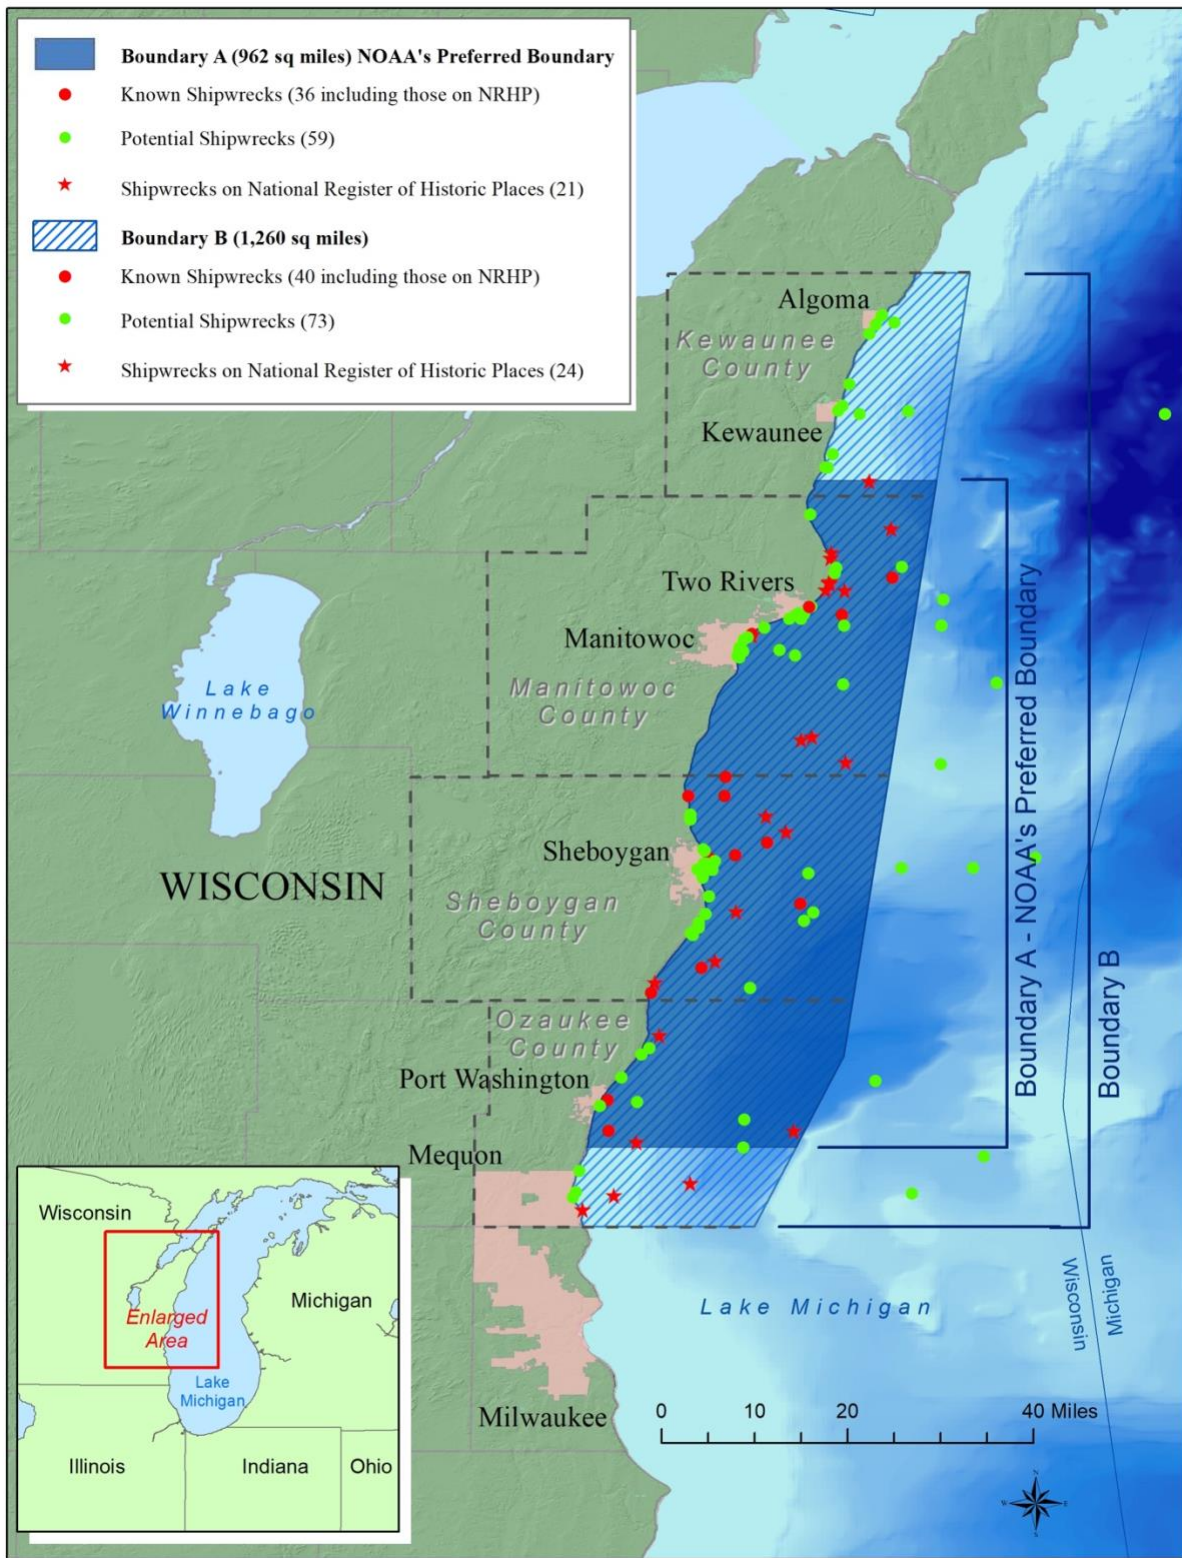 Boundary A (962 sq miles) NOAA's Preferred Boundary
Known Shipwrecks (36 including those on NRHP)
Potential Shipwrecks (59)
Shipwrecks on National Register of Historic Places (21)
Boundary B (1,260 sq miles)
Known Shipwrecks (40 including those on NRHP)
Potential Shipwrecks (73)
Shipwrecks on National Register of Historic Places (24)
Algoma
Kewaunee
County
Kewaunee
Two Rivers
Manitowoc
Manitowoc
County
Lake
Winnebago
Sheboygan
WISCONSIN
Sheboygan
County
Ozaukee
County
Port Washington
Mequon
Milwaukee
Boundary A - NOAA's Preferred Boundary
Boundary B
Lake Michigan
Wisconsin
Michigan
0 10 20 40 Miles
N
W E
S
Wisconsin
Michigan
Enlarged
Area
Lake
Michigan
Illinois
Indiana
Ohio